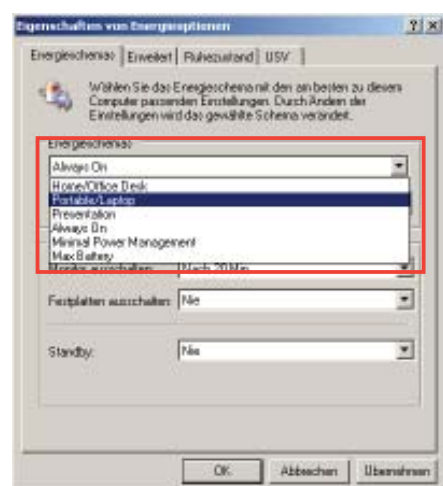 Eigenschaften von Energieoptionen
Energieschemas Erweitert Ruhezustand USV
Wählen Sie das Energieschema mit den am besten zu diesem
Computer passenden Einstellungen. Durch Ändern der
Einstellungen wird das gewählte Schema verändert.
Energieschemas
Always On
Home/Office Desk
Portable/Laptop
Presentation
Always On
Minimal Power Management
Max Battery
Monitor ausschalten: Nach 20 Min.
Festplatten ausschalten: Nie
Standby: Nie
OK Abbrechen Übernehmen